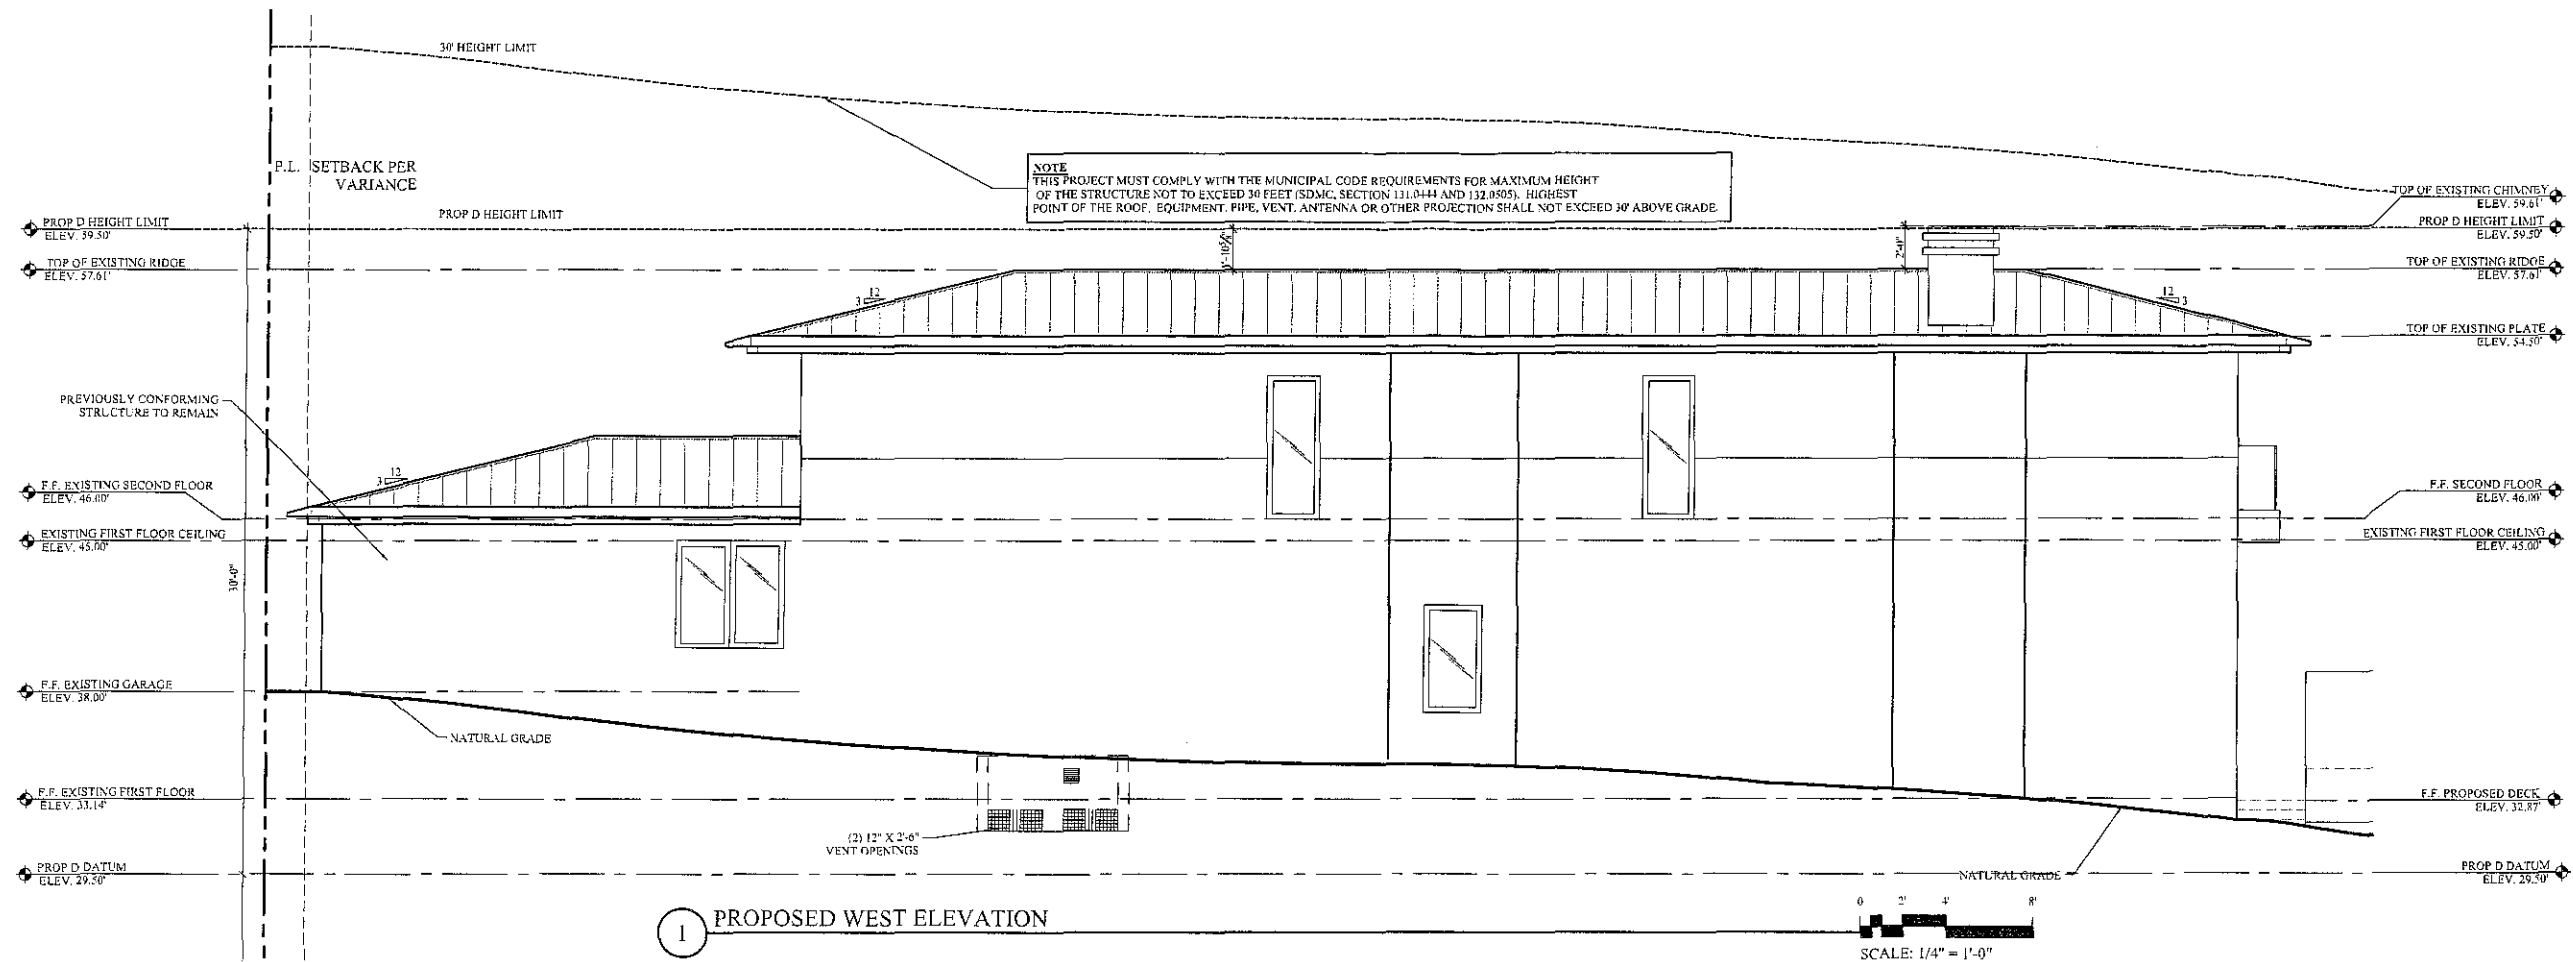 30' HEIGHT LIMIT
P.L. SETBACK PER
VARIANCE
NOTE
THIS PROJECT MUST COMPLY WITH THE MUNICIPAL CODE REQUIREMENTS FOR MAXIMUM HEIGHT
OF THE STRUCTURE NOT TO EXCEED 30 FEET (SDMC, SECTION 131.0444 AND 132.0505). HIGHEST
POINT OF THE ROOF, EQUIPMENT, PIPE, VENT, ANTENNA OR OTHER PROJECTION SHALL NOT EXCEED 30' ABOVE GRADE.
TOP OF EXISTING CHIMNEY
ELEV. 59.61'
PROP D HEIGHT LIMIT
ELEV. 59.50'
PROP D HEIGHT LIMIT
PROP D HEIGHT LIMIT
ELEV. 59.50'
1'-10⅝"
2'-0"
TOP OF EXISTING RIDGE
ELEV. 57.61'
TOP OF EXISTING RIDGE
ELEV. 57.61'
12
3
12
3
TOP OF EXISTING PLATE
ELEV. 54.50'
PREVIOUSLY CONFORMING
STRUCTURE TO REMAIN
12
3
F.F. EXISTING SECOND FLOOR
ELEV. 46.00'
F.F. SECOND FLOOR
ELEV. 46.00'
EXISTING FIRST FLOOR CEILING
ELEV. 45.00'
EXISTING FIRST FLOOR CEILING
ELEV. 45.00'
30'-0"
F.F. EXISTING GARAGE
ELEV. 38.00'
NATURAL GRADE
F.F. EXISTING FIRST FLOOR
ELEV. 33.14'
F.F. PROPOSED DECK
ELEV. 32.87'
(2) 12" X 2'-6"
VENT OPENINGS
PROP D DATUM
ELEV. 29.50'
NATURAL GRADE
PROP D DATUM
ELEV. 29.50'
1 PROPOSED WEST ELEVATION
0 2' 4' 8'
SCALE: 1/4" = 1'-0"